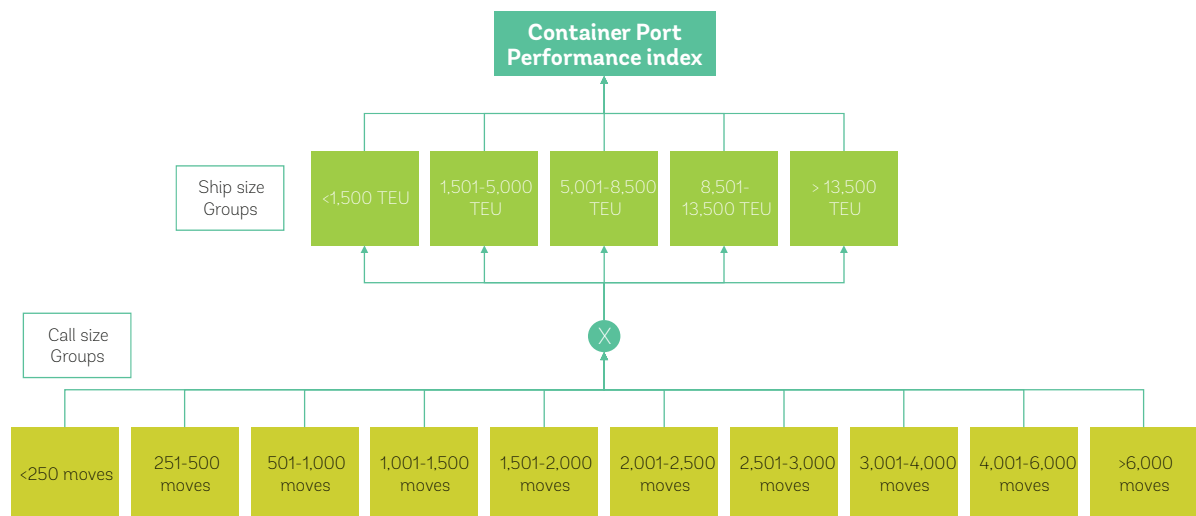 Container Port
Performance index
Ship size
Groups
<1,500 TEU
1,501-5,000
TEU
5,001-8,500
TEU
8,501-
13,500 TEU
> 13,500
TEU
Call size
Groups
X
<250 moves
251-500
moves
501-1,000
moves
1,001-1,500
moves
1,501-2,000
moves
2,001-2,500
moves
2,501-3,000
moves
3,001-4,000
moves
4,001-6,000
moves
>6,000
moves